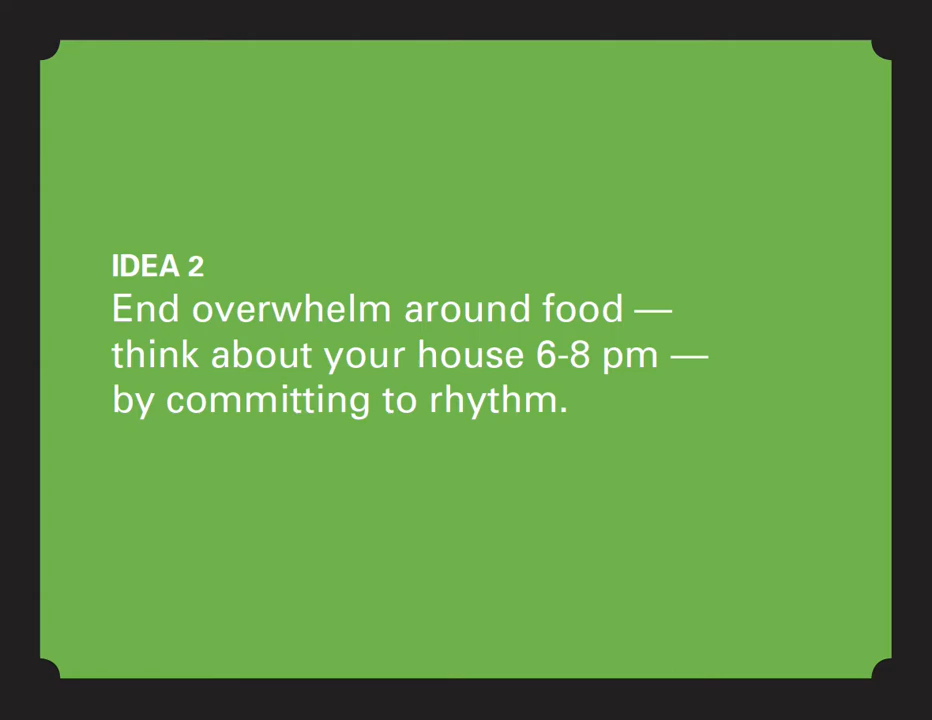 IDEA 2
End overwhelm around food —
think about your house 6-8 pm —
by committing to rhythm.